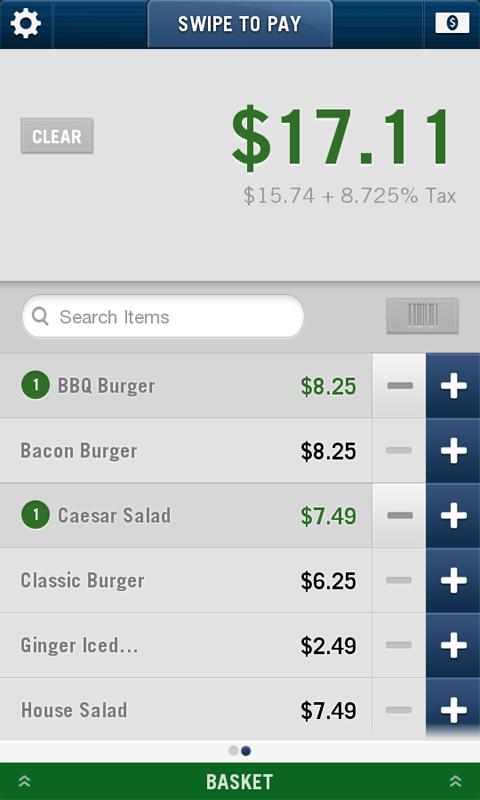 SWIPE TO PAY
CLEAR
$17.11
$15.74 + 8.725% Tax
Search Items
1 BBQ Burger $8.25
Bacon Burger $8.25
1 Caesar Salad $7.49
Classic Burger $6.25
Ginger Iced... $2.49
House Salad $7.49
BASKET